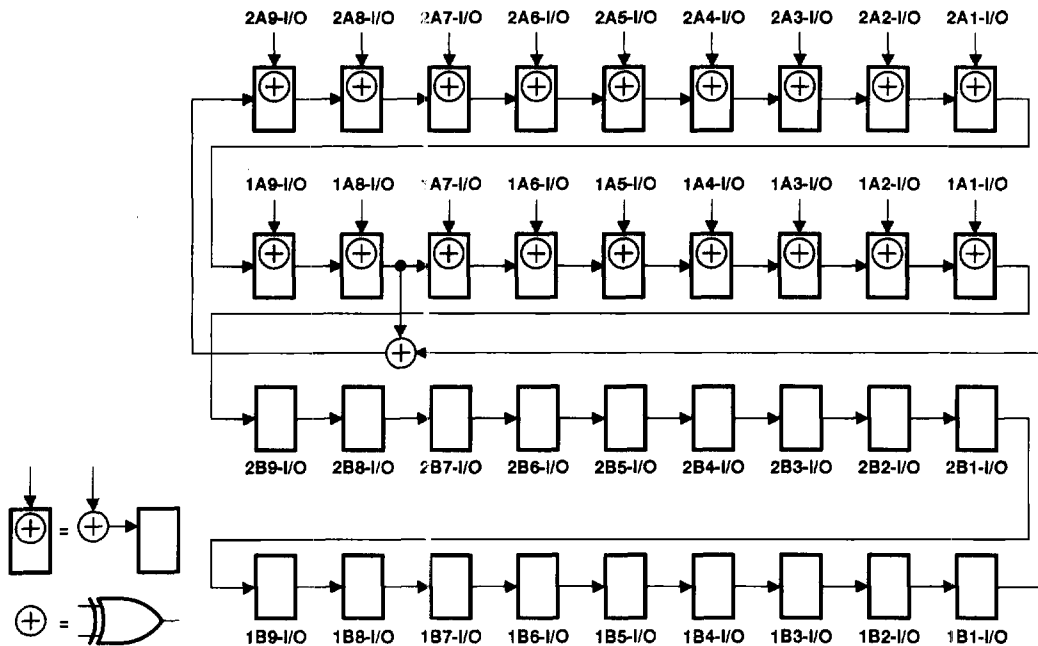 2A9-I/O 2A8-I/O 2A7-I/O 2A6-I/O 2A5-I/O 2A4-I/O 2A3-I/O 2A2-I/O 2A1-I/O
1A9-I/O 1A8-I/O 1A7-I/O 1A6-I/O 1A5-I/O 1A4-I/O 1A3-I/O 1A2-I/O 1A1-I/O
2B9-I/O 2B8-I/O 2B7-I/O 2B6-I/O 2B5-I/O 2B4-I/O 2B3-I/O 2B2-I/O 2B1-I/O
=
=
1B9-I/O 1B8-I/O 1B7-I/O 1B6-I/O 1B5-I/O 1B4-I/O 1B3-I/O 1B2-I/O 1B1-I/O